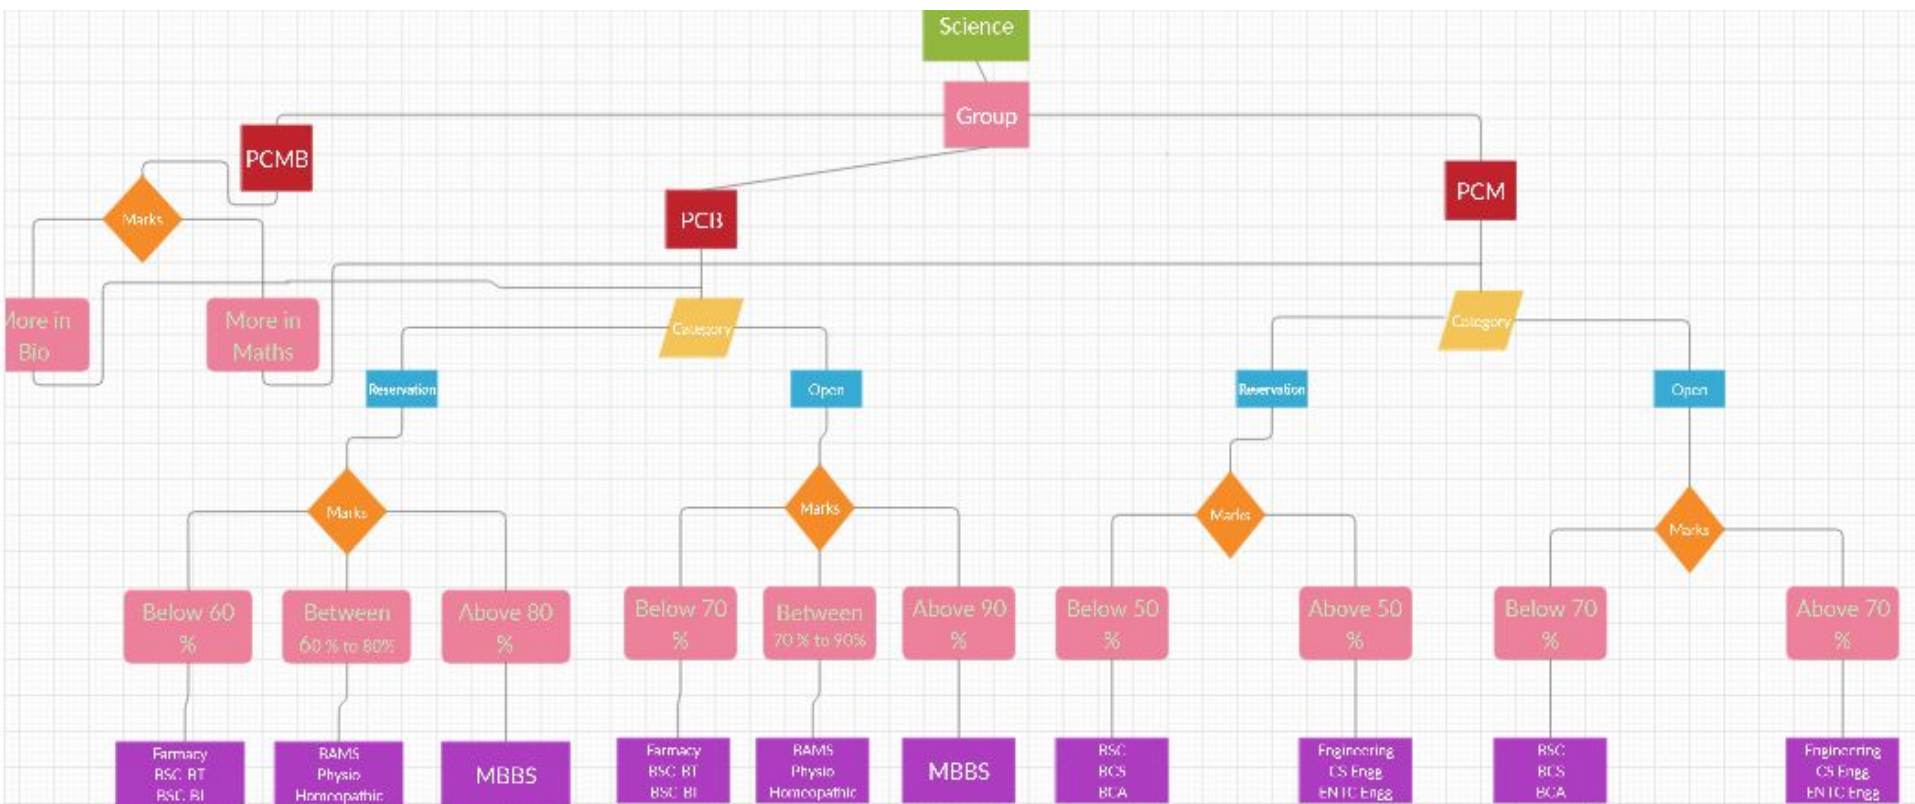 Science
Group
PCMB
PCB
PCM
Marks
More in
Bio
More in
Maths
Category
Category
Reservation
Open
Reservation
Open
Marks
Marks
Marks
Marks
Below 60
%
Between
60 % to 80%
Above 80
%
Below 70
%
Between
70 % to 90%
Above 90
%
Below 50
%
Above 50
%
Below 70
%
Above 70
%
Farmacy
BSC BT
BSC BI
BAMS
Physio
Homeopathic
MBBS
Farmacy
BSC BT
BSC BI
BAMS
Physio
Homeopathic
MBBS
BSC
BCS
BCA
Engineering
CS Engg
ENTC Engg
BSC
BCS
BCA
Engineering
CS Engg
ENTC Engg